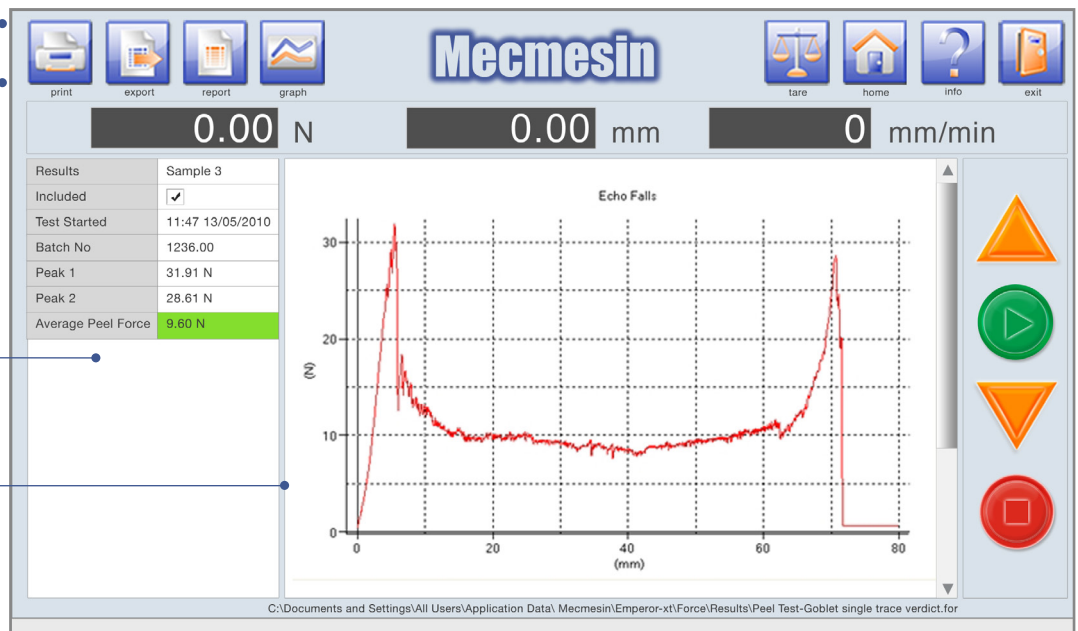 Mecmesin
print export report graph tare home info exit
0.00 N 0.00 mm 0 mm/min
Results Sample 3
Included
Test Started 11:47 13/05/2010
Batch No 1236.00
Peak 1 31.91 N
Peak 2 28.61 N
Average Peel Force 9.60 N
Echo Falls
30
20
(N)
10
0
0 20 40 60 80
(mm)
C:\Documents and Settings\All Users\Application Data\ Mecmesin\Emperor-xt\Force\Results\Peel Test-Goblet single trace verdict.for